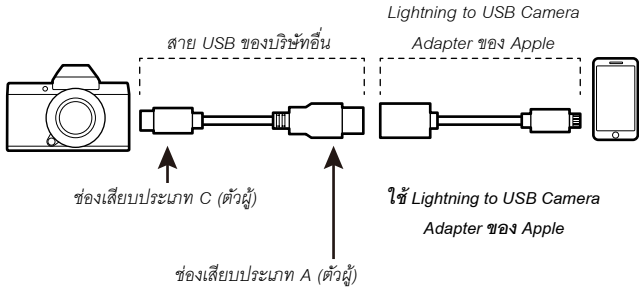 Lightning to USB Camera
Adapter ของ Apple
สาย USB ของบริษัทอื่น
ช่องเสียบประเภท C (ตัวผู้)
ใช้ Lightning to USB Camera
Adapter ของ Apple
ช่องเสียบประเภท A (ตัวผู้)